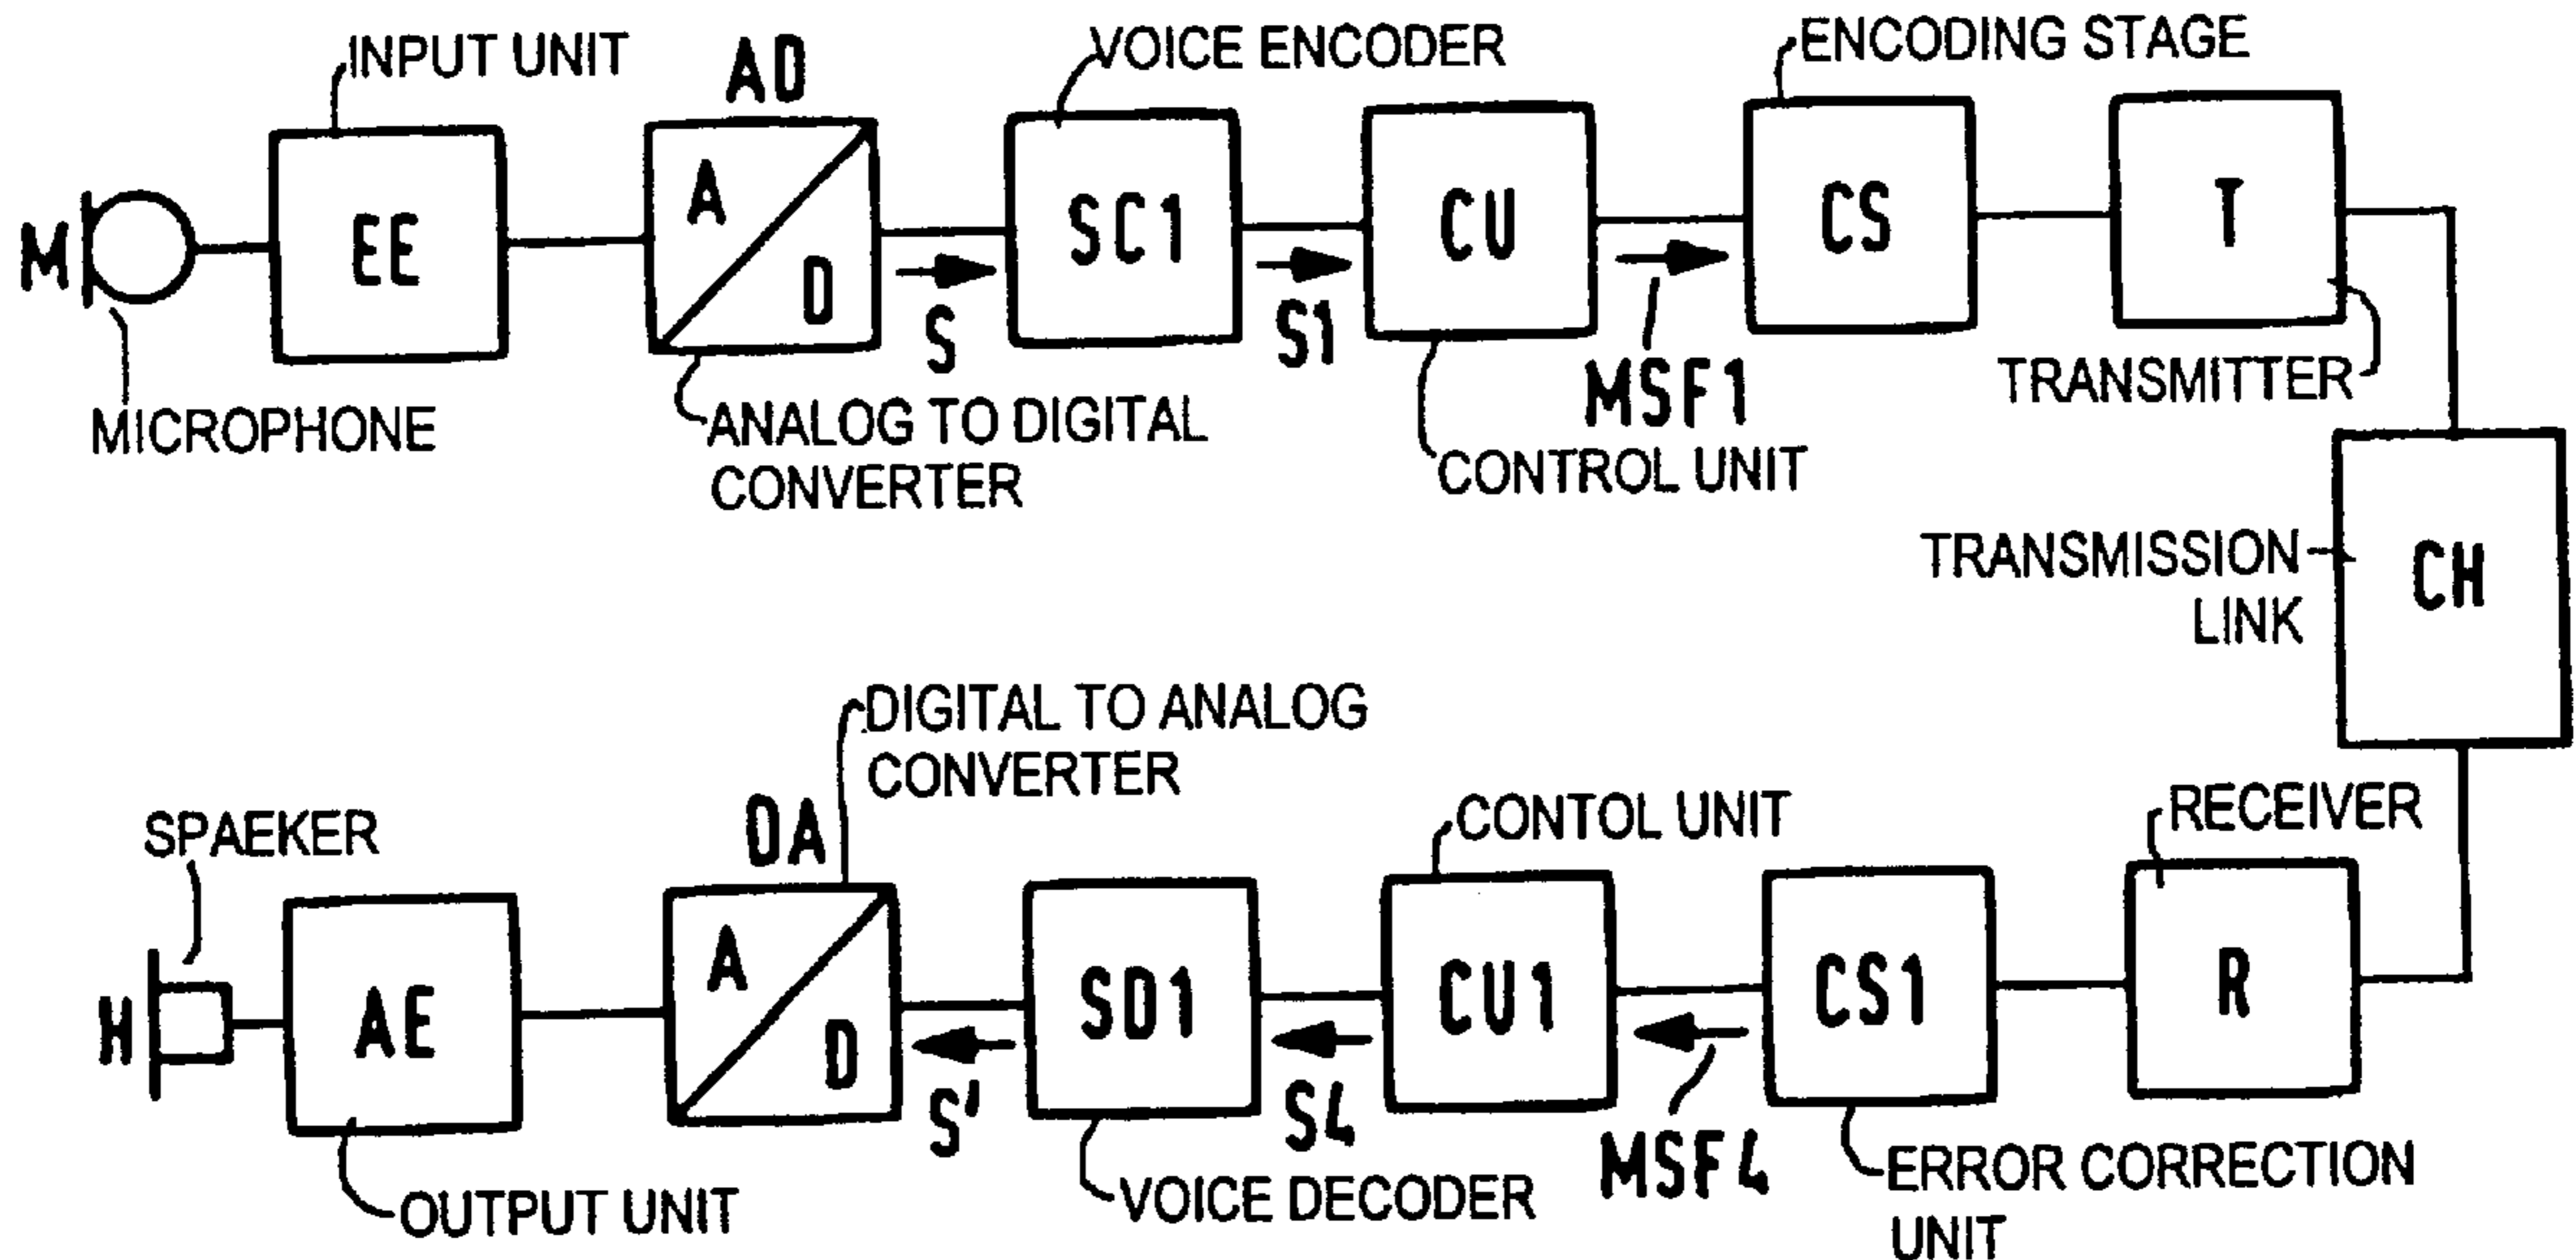 INPUT UNIT
AD
VOICE ENCODER
ENCODING STAGE
M
EE
A
D
S
SC1
S1
CU
MSF1
CS
T
MICROPHONE
ANALOG TO DIGITAL
CONVERTER
CONTROL UNIT
TRANSMITTER
TRANSMISSION
LINK
CH
DIGITAL TO ANALOG
CONVERTER
SPAEKER
DA
CONTOL UNIT
RECEIVER
H
AE
A
D
S'
SD1
S4
CU1
MSF4
CS1
R
OUTPUT UNIT
VOICE DECODER
ERROR CORRECTION
UNIT